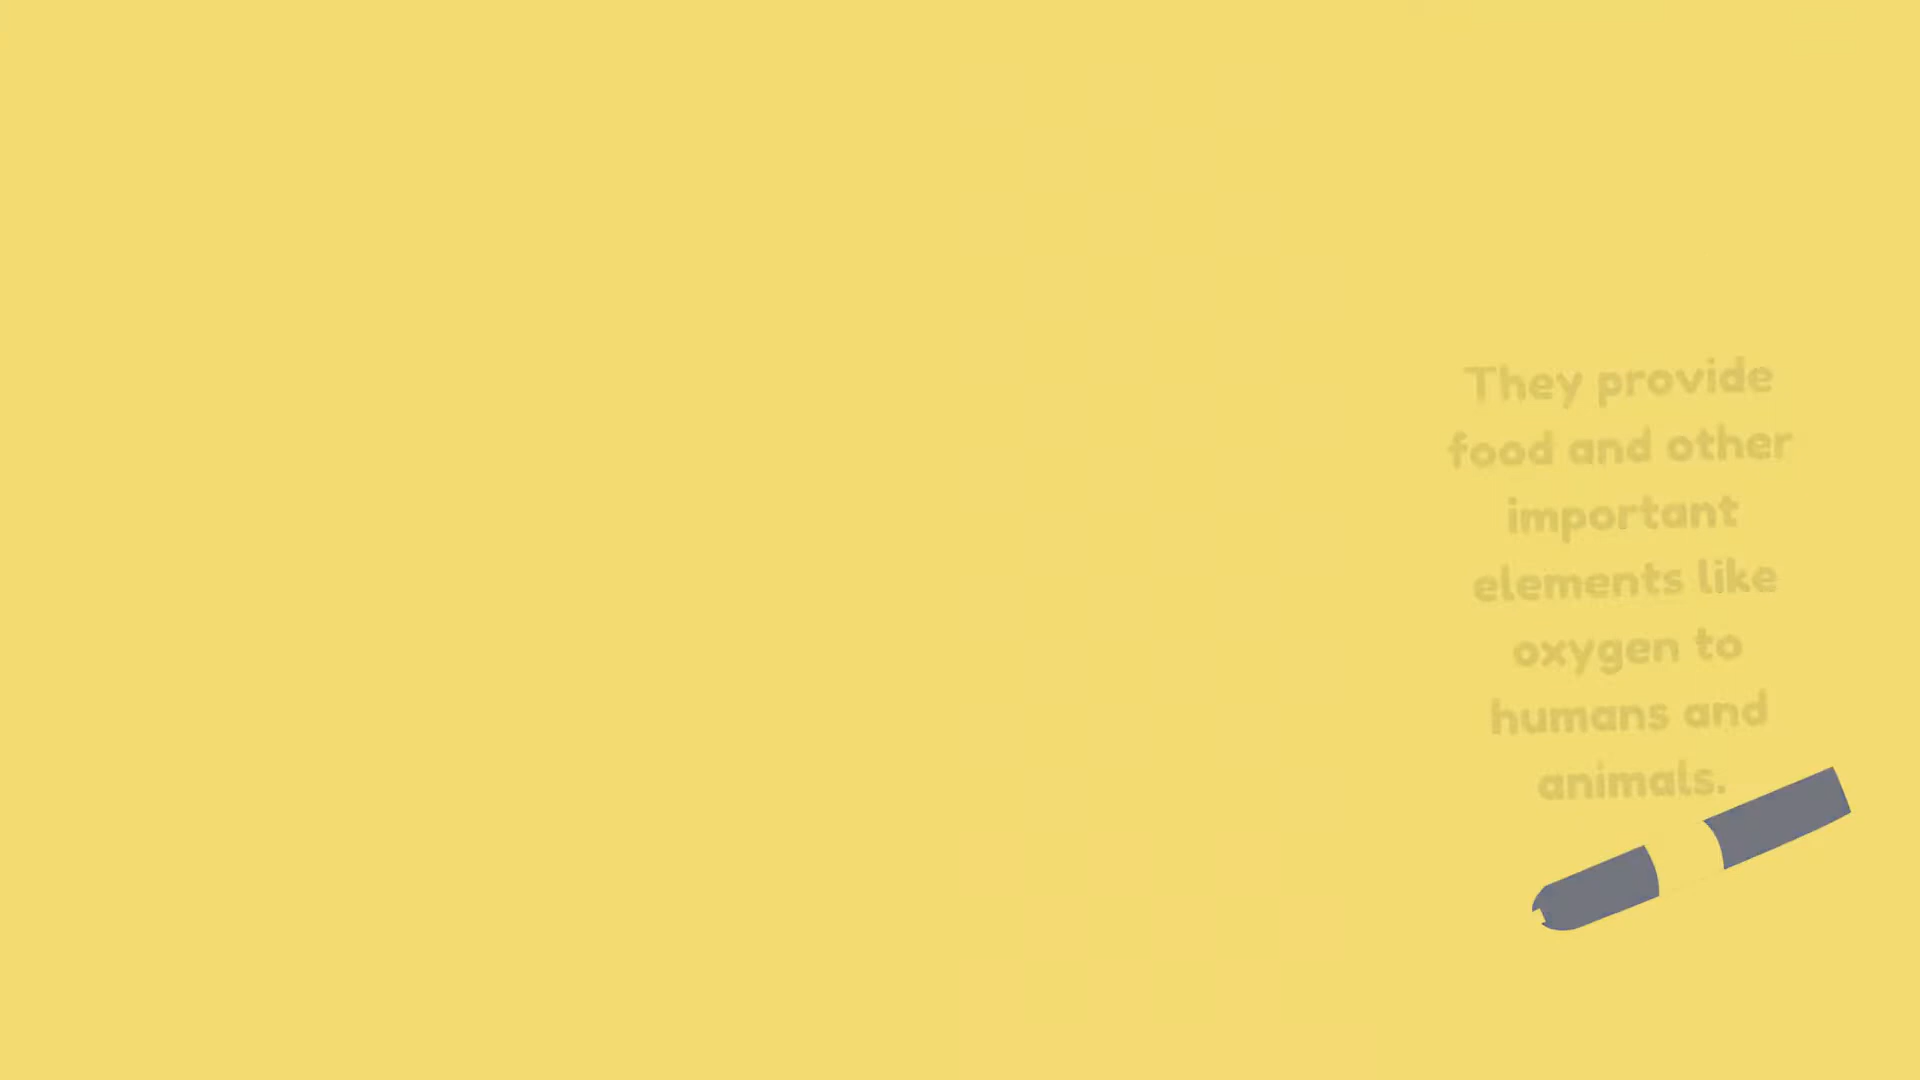 They provide
food and other
important
elements like
oxygen to
humans and
animals.